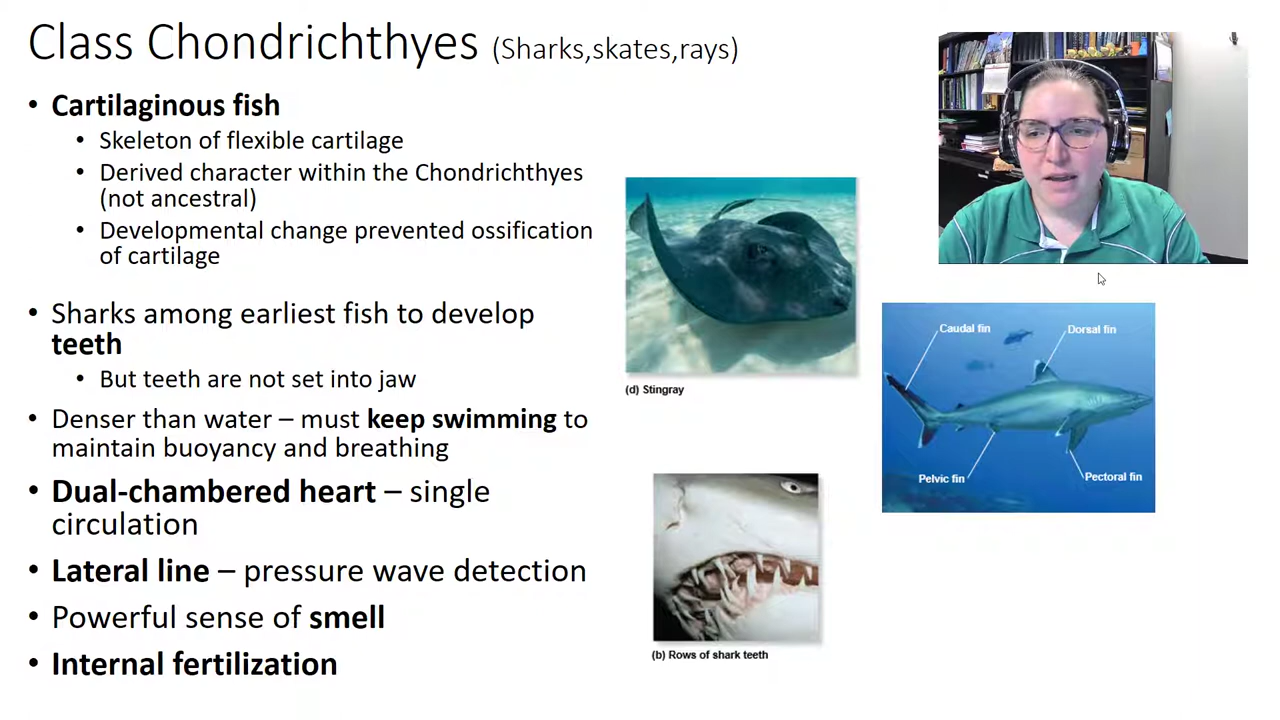 Class Chondrichthyes (Sharks,skates,rays)
• Cartilaginous fish
• Skeleton of flexible cartilage
• Derived character within the Chondrichthyes
(not ancestral)
• Developmental change prevented ossification
of cartilage
• Sharks among earliest fish to develop
teeth
• But teeth are not set into jaw
• Denser than water – must keep swimming to
maintain buoyancy and breathing
• Dual-chambered heart – single
circulation
• Lateral line – pressure wave detection
• Powerful sense of smell
• Internal fertilization
(d) Stingray
(b) Rows of shark teeth
Caudal fin
Dorsal fin
Pelvic fin
Pectoral fin